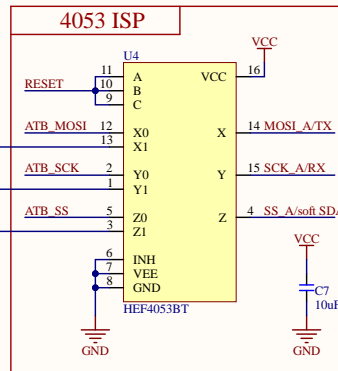 4053 ISP
U4
VCC
11 A VCC 16
RESET 10 B
9 C
ATB_MOSI 12 X0 X 14 MOSI_A/TX
13 X1
ATB_SCK 2 Y0 Y 15 SCK_A/RX
1 Y1
ATB_SS 5 Z0 Z 4 SS_A/soft SDA
3 Z1
VCC
6 INH
7 VEE
8 GND
C7
10uF
HEF4053BT
GND
GND